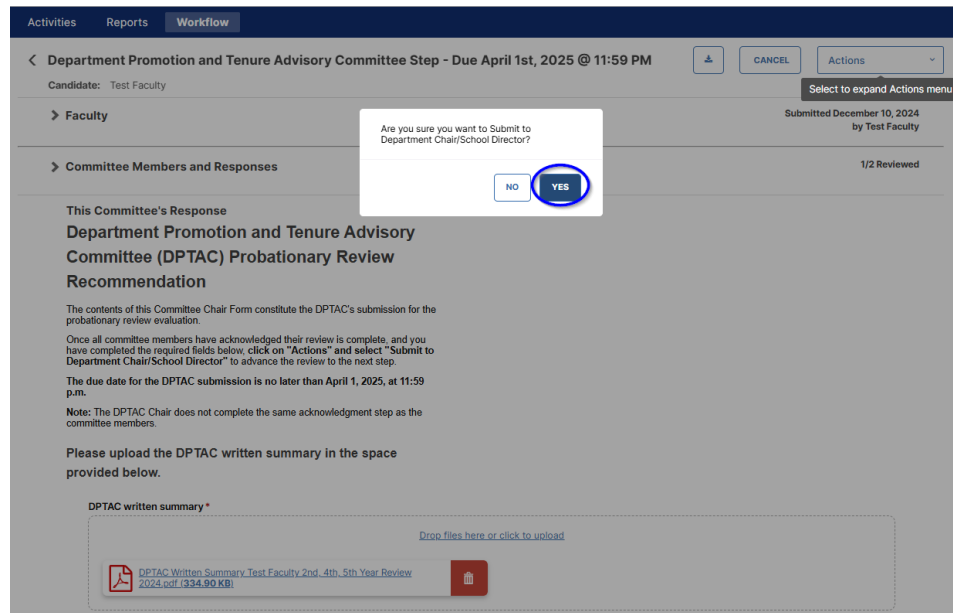 Activities Reports Workflow
Department Promotion and Tenure Advisory Committee Step - Due April 1st, 2025 @ 11:59 PM
CANCEL
Actions
Select to expand Actions menu
Candidate: Test Faculty
Faculty
Submitted December 10, 2024
by Test Faculty
Are you sure you want to Submit to
Department Chair/School Director?
NO YES
Committee Members and Responses
1/2 Reviewed
This Committee's Response
Department Promotion and Tenure Advisory
Committee (DPTAC) Probationary Review
Recommendation
The contents of this Committee Chair Form constitute the DPTAC's submission for the
probationary review evaluation.
Once all committee members have acknowledged their review is complete, and you
have completed the required fields below, click on "Actions" and select "Submit to
Department Chair/School Director" to advance the review to the next step.
The due date for the DPTAC submission is no later than April 1, 2025, at 11:59
p.m.
Note: The DPTAC Chair does not complete the same acknowledgment step as the
committee members.
Please upload the DPTAC written summary in the space
provided below.
DPTAC written summary*
Drop files here or click to upload
DPTAC Written Summary Test Faculty 2nd, 4th, 5th Year Review
2024.pdf (334.90 KB)